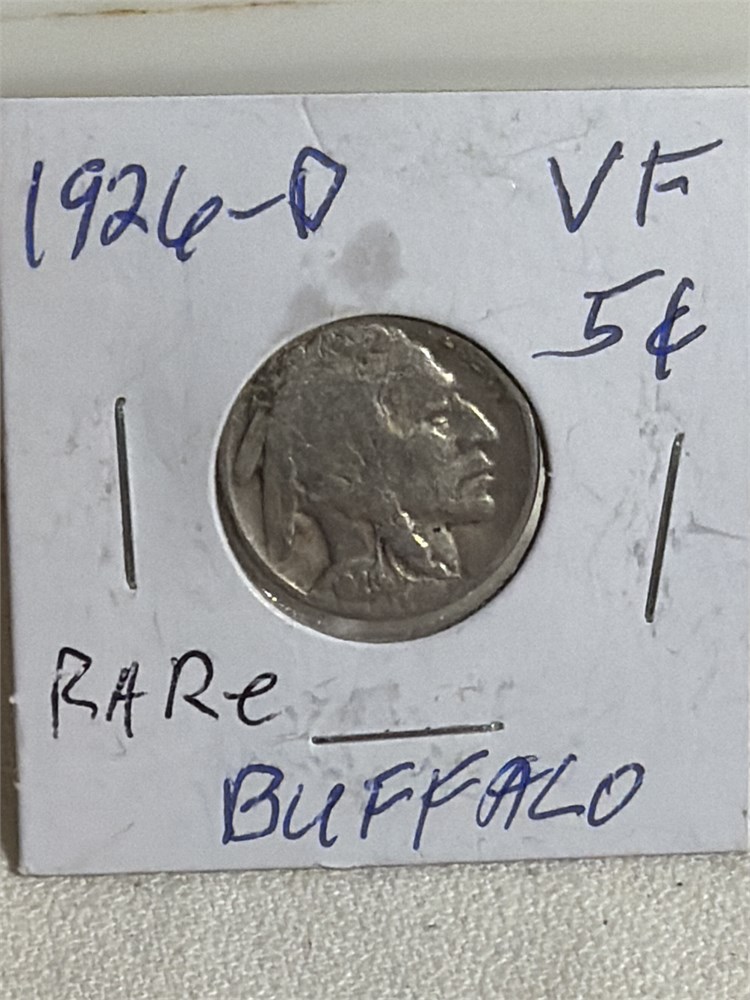 1926-D VF
5¢
RARe
BUFFALO